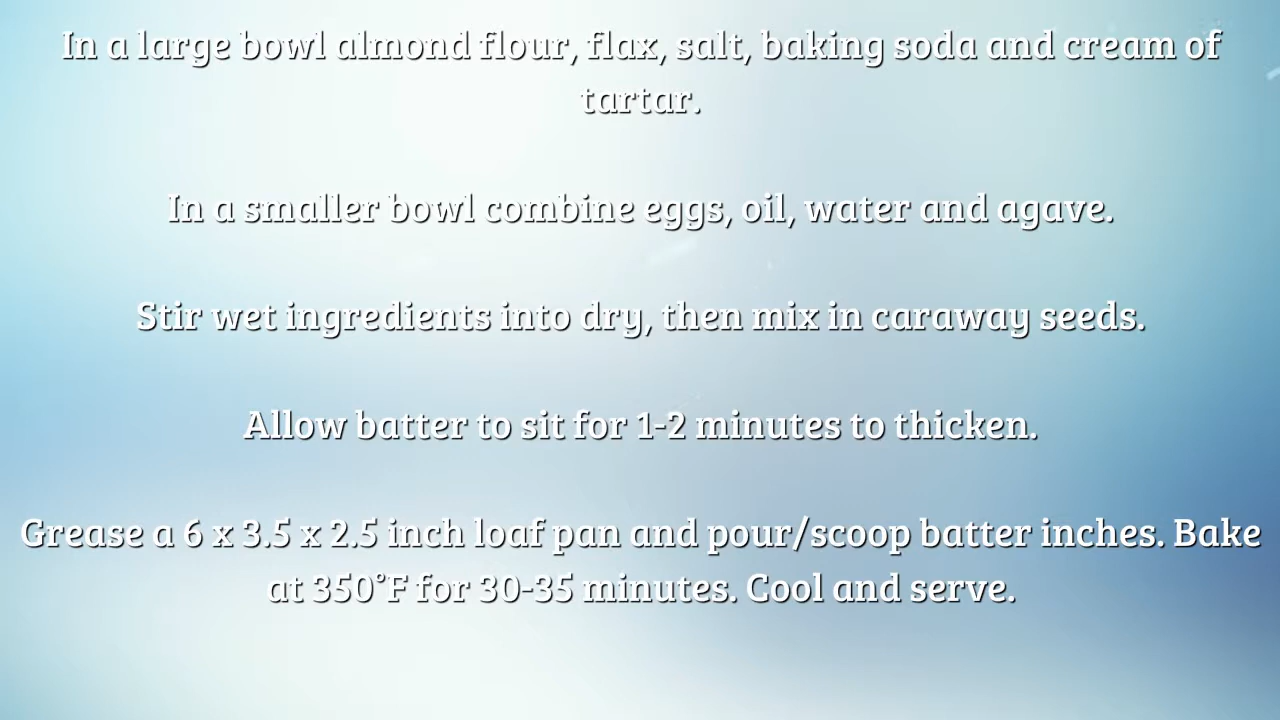 In a large bowl almond flour, flax, salt, baking soda and cream of
tartar.
In a smaller bowl combine eggs, oil, water and agave.
Stir wet ingredients into dry, then mix in caraway seeds.
Allow batter to sit for 1-2 minutes to thicken.
Grease a 6 x 3.5 x 2.5 inch loaf pan and pour/scoop batter inches. Bake
at 350°F for 30-35 minutes. Cool and serve.